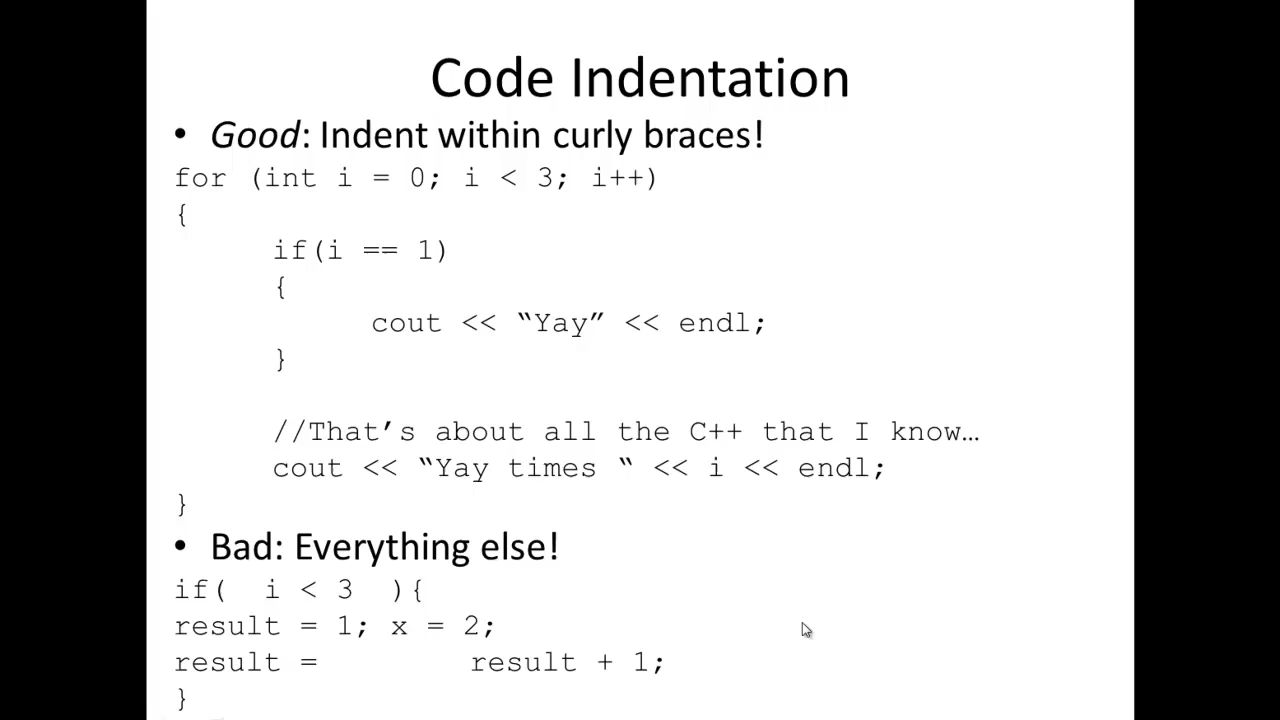 Code Indentation
• Good: Indent within curly braces!
for (int i = 0; i < 3; i++)
{
if(i == 1)
{
cout << “Yay” << endl;
}
//That’s about all the C++ that I know…
cout << “Yay times “ << i << endl;
}
• Bad: Everything else!
if(  i < 3  ){
result = 1; x = 2;
result =        result + 1;
}